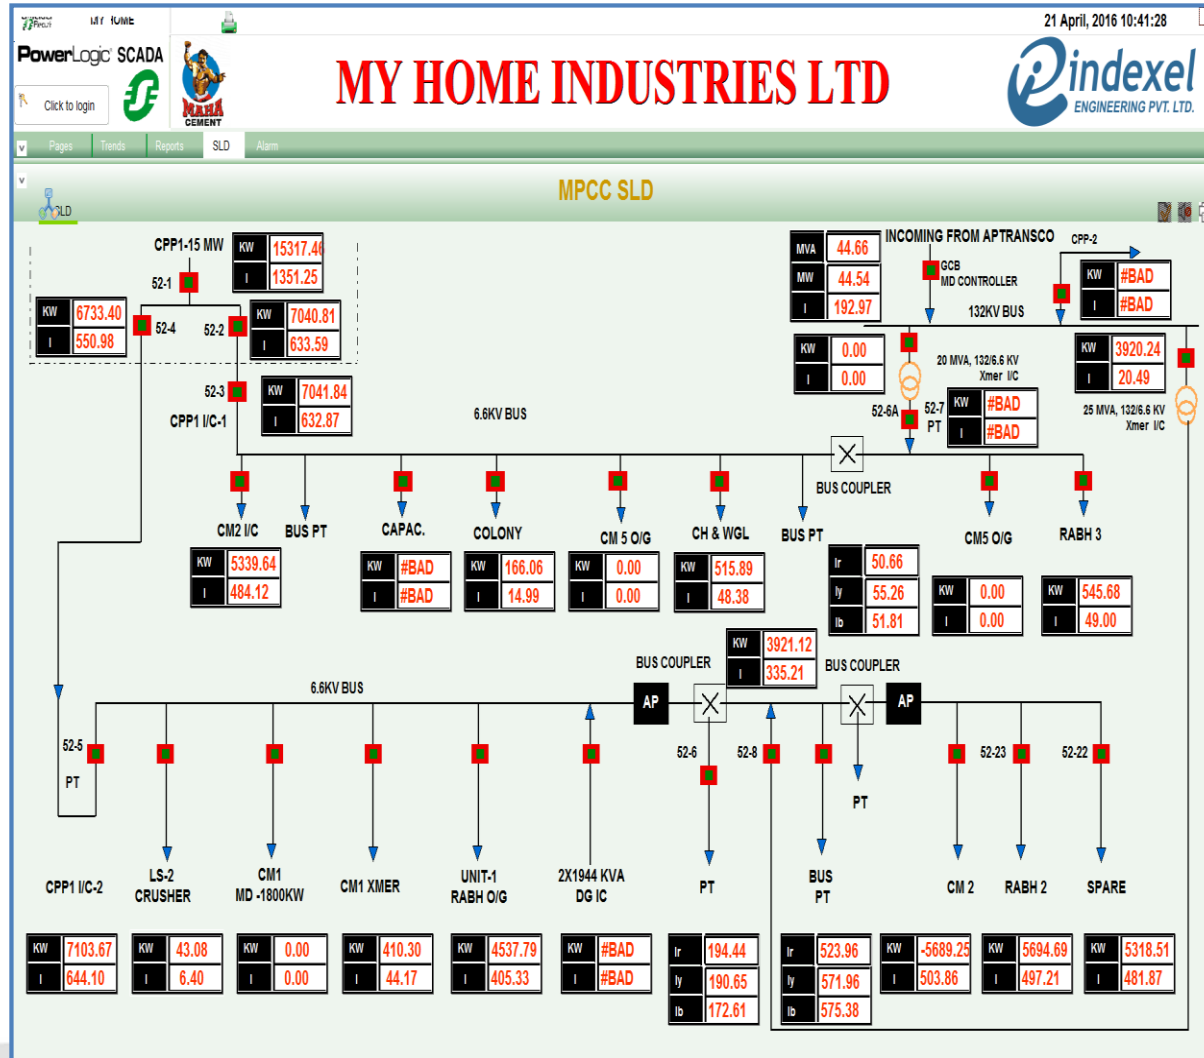 MY HOME
21 April, 2016 10:41:28
PowerLogic SCADA
Click to login
MAHA
CEMENT
MY HOME INDUSTRIES LTD
indexel
ENGINEERING PVT. LTD.
Pages Trends Reports SLD Alarm
MPCC SLD
SLD
CPP1-15 MW
KW 15317.46
I 1351.25
52-1
KW 6733.40
I 550.98
52-4
52-2
KW 7040.81
I 633.59
52-3
CPP1 I/C-1
KW 7041.84
I 632.87
MVA 44.66
MW 44.54
I 192.97
INCOMING FROM APTRANSCO
GCB
MD CONTROLLER
CPP-2
KW #BAD
I #BAD
132KV BUS
KW 0.00
I 0.00
20 MVA, 132/6.6 KV
Xmer I/C
KW 3920.24
I 20.49
25 MVA, 132/6.6 KV
Xmer I/C
52-6A
52-7
PT
KW #BAD
I #BAD
6.6KV BUS
BUS COUPLER
CM2 I/C
BUS PT
CAPAC.
COLONY
CM 5 O/G
CH & WGL
BUS PT
CM5 O/G
RABH 3
KW 5339.64
I 484.12
KW #BAD
I #BAD
KW 166.06
I 14.99
KW 0.00
I 0.00
KW 515.89
I 48.38
Ir 50.66
Iy 55.26
Ib 51.81
KW 0.00
I 0.00
KW 545.68
I 49.00
6.6KV BUS
BUS COUPLER
KW 3921.12
I 335.21
BUS COUPLER
AP
AP
52-5
PT
52-6
52-8
PT
52-23
52-22
CPP1 I/C-2
LS-2
CRUSHER
CM1
MD -1800KW
CM1 XMER
UNIT-1
RABH O/G
2X1944 KVA
DG IC
PT
BUS
PT
CM 2
RABH 2
SPARE
KW 7103.67
I 644.10
KW 43.08
I 6.40
KW 0.00
I 0.00
KW 410.30
I 44.17
KW 4537.79
I 405.33
KW #BAD
I #BAD
Ir 194.44
Iy 190.65
Ib 172.61
Ir 523.96
Iy 571.96
Ib 575.38
KW -5689.25
I 503.86
KW 5694.69
I 497.21
KW 5318.51
I 481.87